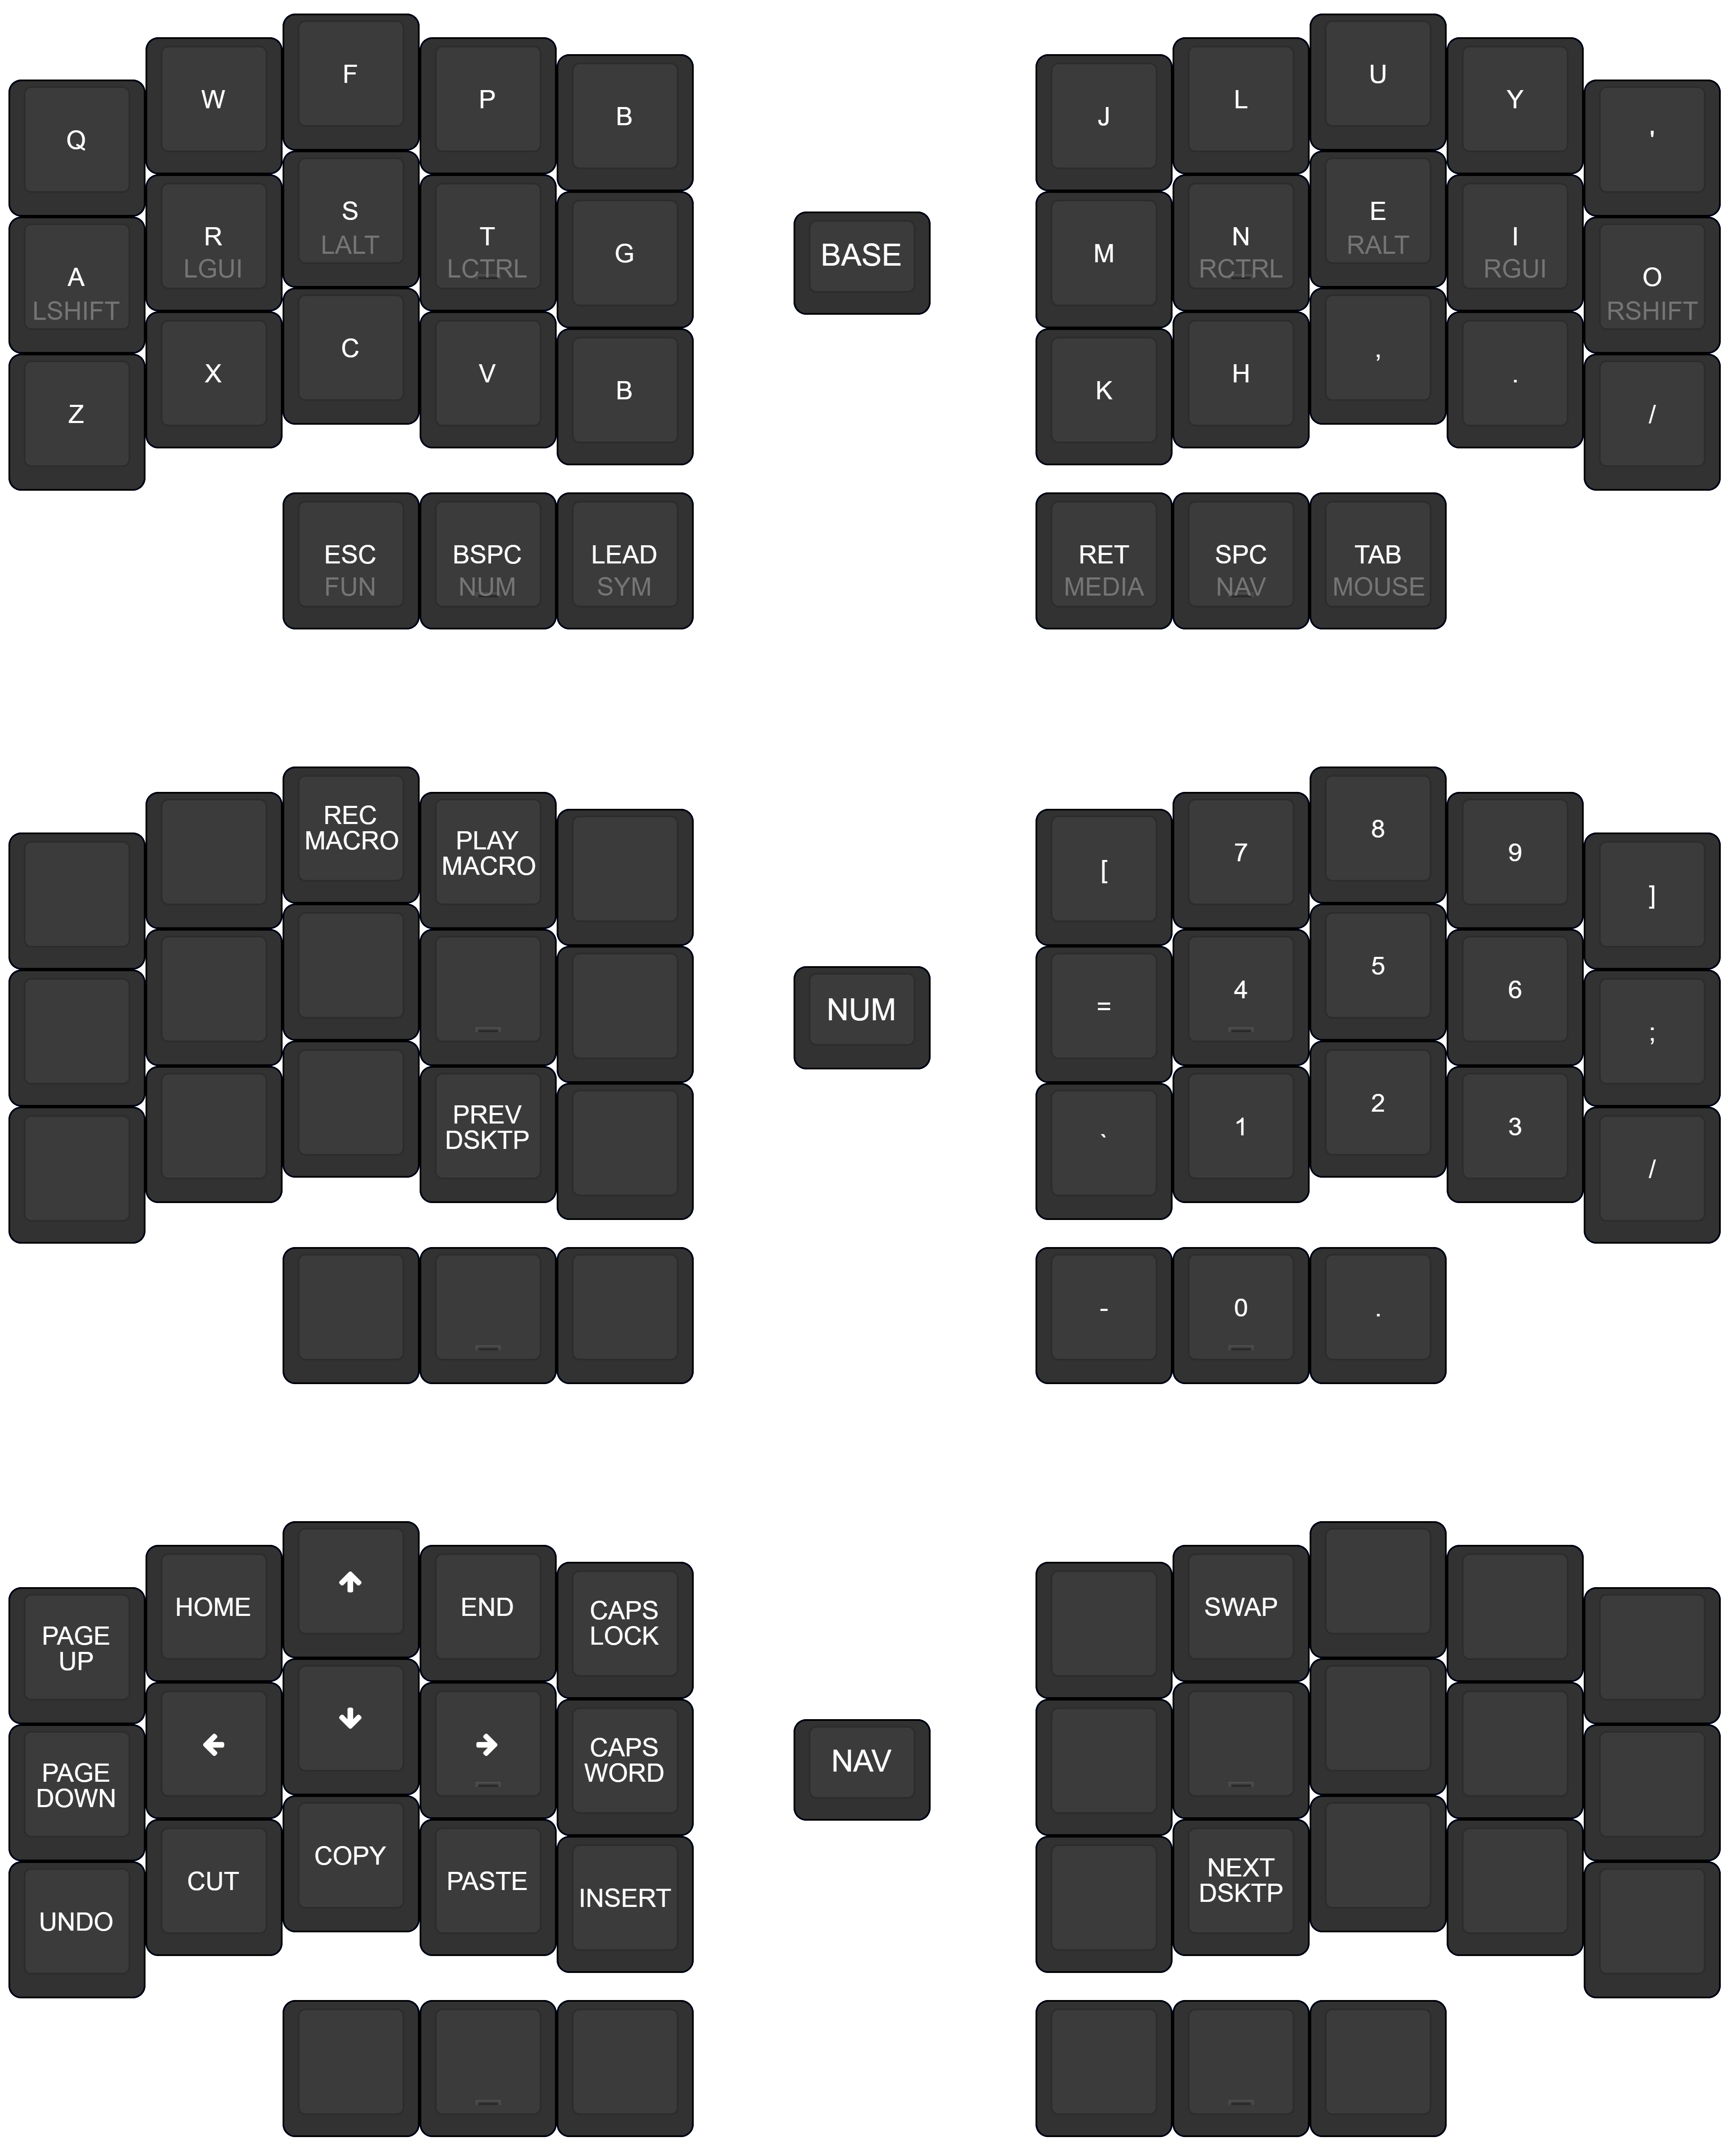 Q W F P B J L U Y '
A R S T G BASE M N E I O
LSHIFT LGUI LALT LCTRL RCTRL RALT RGUI RSHIFT
Z X C V B K H , . /
ESC BSPC LEAD RET SPC TAB
FUN NUM SYM MEDIA NAV MOUSE
REC
MACRO
PLAY
MACRO
[ 7 8 9 ]
NUM
= 4 5 6 ;
PREV
DSKTP
` 1 2 3 /
- 0 .
PAGE
UP
HOME
↑
END
CAPS
LOCK
SWAP
PAGE
DOWN
←
↓
→
CAPS
WORD
NAV
UNDO
CUT
COPY
PASTE
INSERT
NEXT
DSKTP